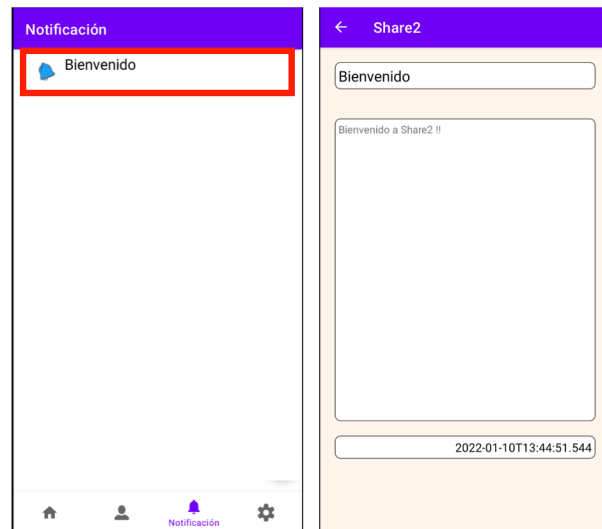 Notificación
Bienvenido
Notificación
Share2
Bienvenido
Bienvenido a Share2 !!
2022-01-10T13:44:51.544